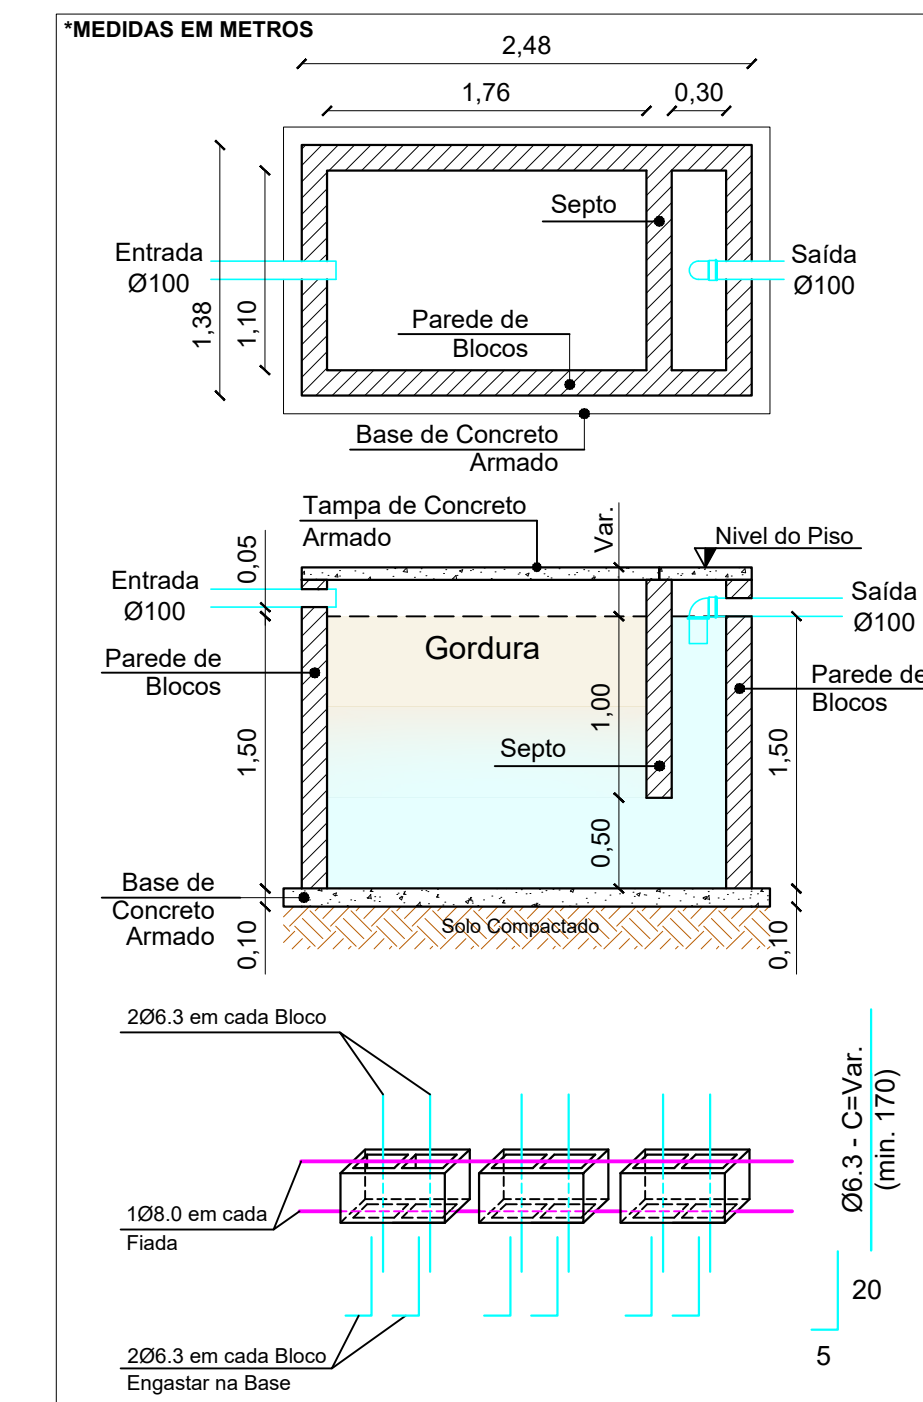 *MEDIDAS EM METROS
2,48
1,76
0,30
Septo
Entrada
Ø100
Saída
Ø100
1,38
1,10
Parede de
Blocos
Base de Concreto
Armado
Tampa de Concreto
Armado
Var.
Nivel do Piso
0,05
Entrada
Ø100
Saída
Ø100
Gordura
Parede de
Blocos
Parede de
Blocos
1,00
1,50
Septo
1,50
0,50
Base de
Concreto
Armado
0,10
Solo Compactado
0,10
2Ø6.3 em cada Bloco
Ø6.3 - C=Var.
(min. 170)
1Ø8.0 em cada
Fiada
20
5
2Ø6.3 em cada Bloco
Engastar na Base